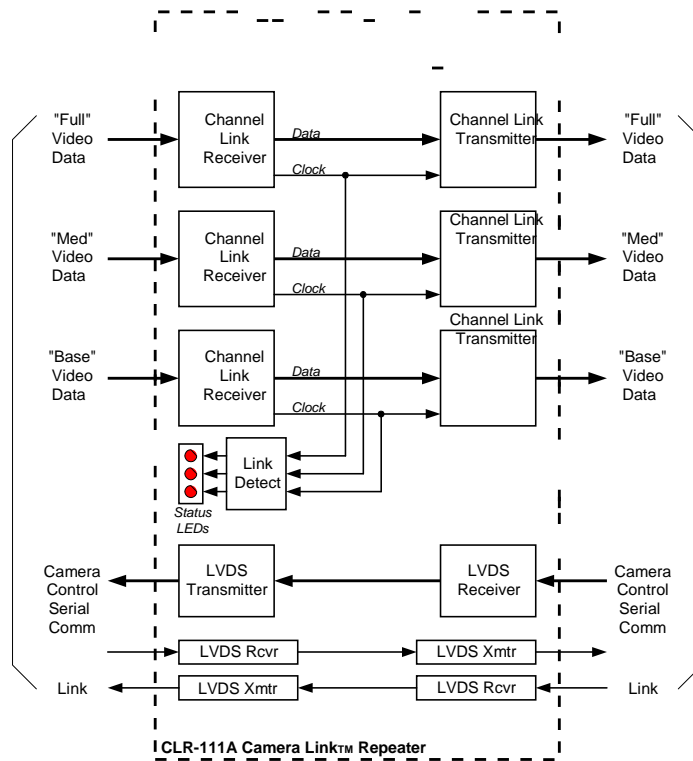 "Full"
Video
Data
Channel
Link
Receiver
Data
Clock
Channel Link
Transmitter
"Full"
Video
Data
"Med"
Video
Data
Channel
Link
Receiver
Data
Clock
Channel Link
Transmitter
"Med"
Video
Data
"Base"
Video
Data
Channel
Link
Receiver
Data
Clock
Channel Link
Transmitter
"Base"
Video
Data
Link
Detect
Status
LEDs
Camera
Control
Serial
Comm
LVDS
Transmitter
LVDS
Receiver
Camera
Control
Serial
Comm
LVDS Rcvr
LVDS Xmtr
Link
LVDS Xmtr
LVDS Rcvr
Link
CLR-111A Camera Link™ Repeater